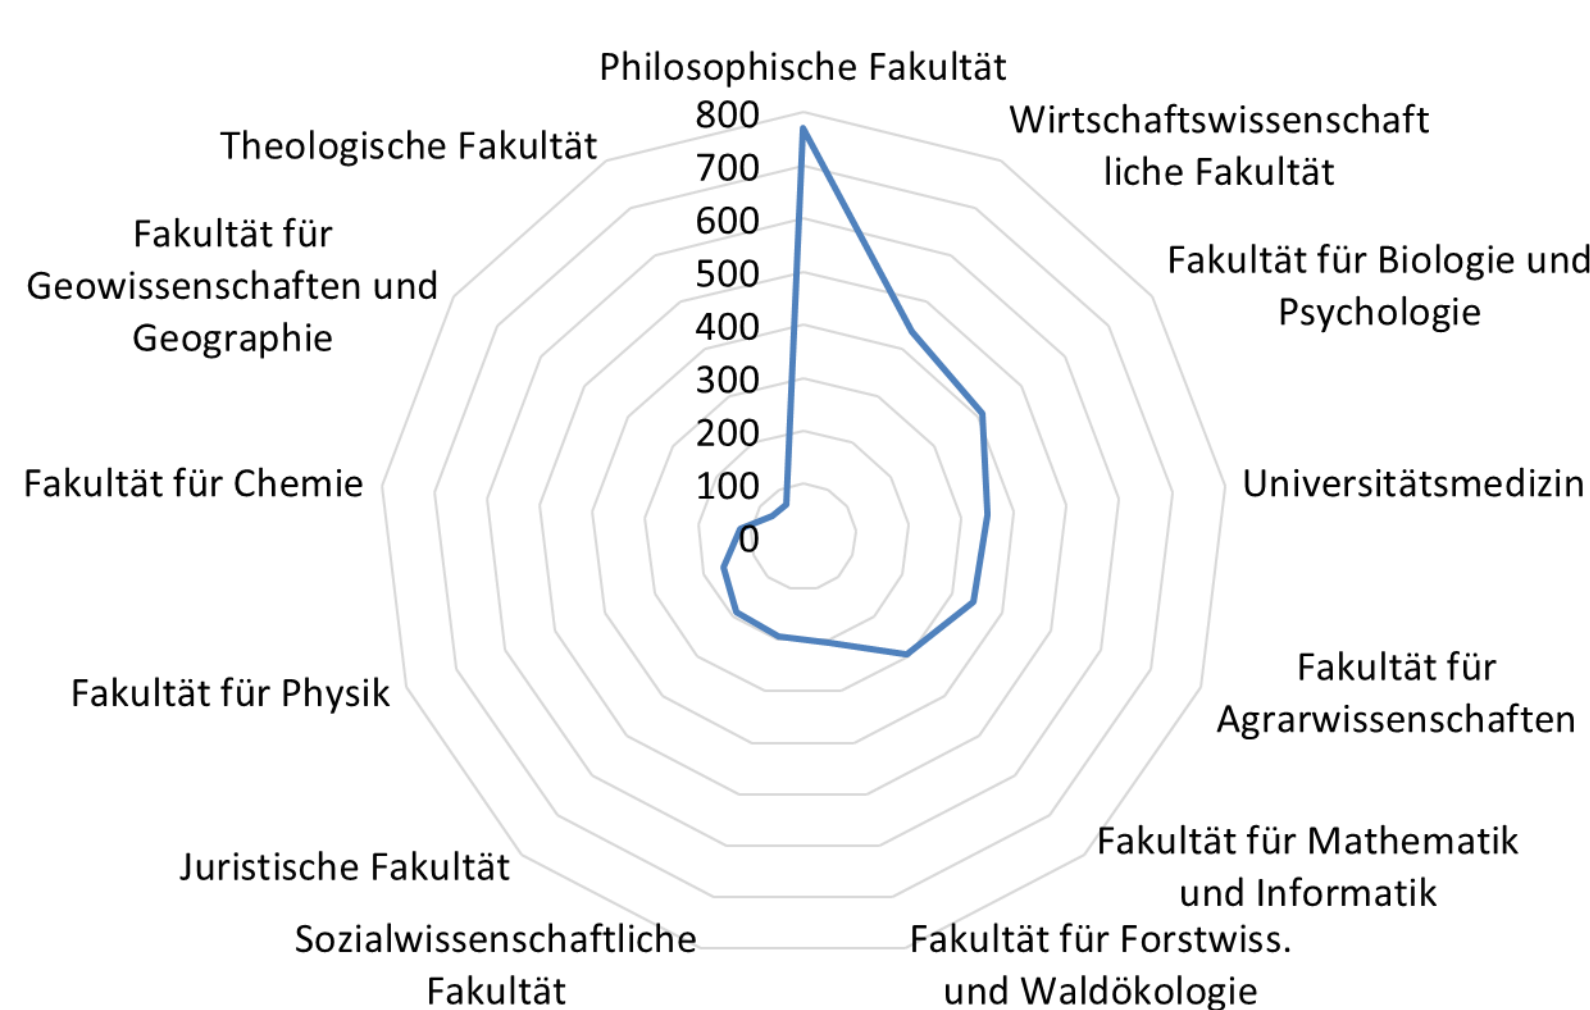 Philosophische Fakultät
Wirtschaftswissenschaft
liche Fakultät
Fakultät für Biologie und
Psychologie
Universitätsmedizin
Fakultät für
Agrarwissenschaften
Fakultät für Mathematik
und Informatik
Fakultät für Forstwiss.
und Waldökologie
Sozialwissenschaftliche
Fakultät
Juristische Fakultät
Fakultät für Physik
Fakultät für Chemie
Fakultät für
Geowissenschaften und
Geographie
Theologische Fakultät
800
700
600
500
400
300
200
100
0